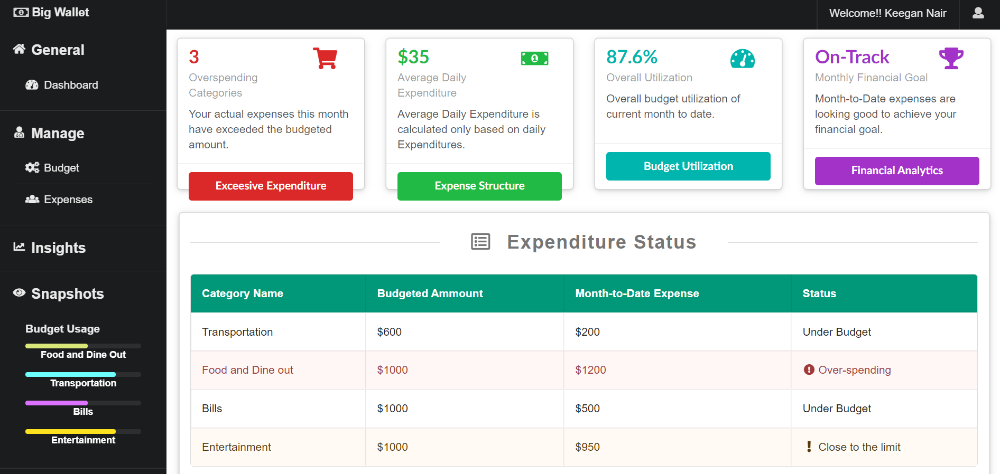 Big Wallet
Welcome!! Keegan Nair
General
Dashboard
Manage
Budget
Expenses
Insights
Snapshots
Budget Usage
Food and Dine Out
Transportation
Bills
Entertainment
3
Overspending
Categories
Your actual expenses this month
have exceeded the budgeted
amount.
Exceesive Expenditure
$35
Average Daily
Expenditure
Average Daily Expenditure is
calculated only based on daily
Expenditures.
Expense Structure
87.6%
Overall Utilization
Overall budget utilization of
current month to date.
Budget Utilization
On-Track
Monthly Financial Goal
Month-to-Date expenses are
looking good to achieve your
financial goal.
Financial Analytics
Expenditure Status
Category Name Budgeted Ammount Month-to-Date Expense Status
Transportation $600 $200 Under Budget
Food and Dine out $1000 $1200 Over-spending
Bills $1000 $500 Under Budget
Entertainment $1000 $950 Close to the limit